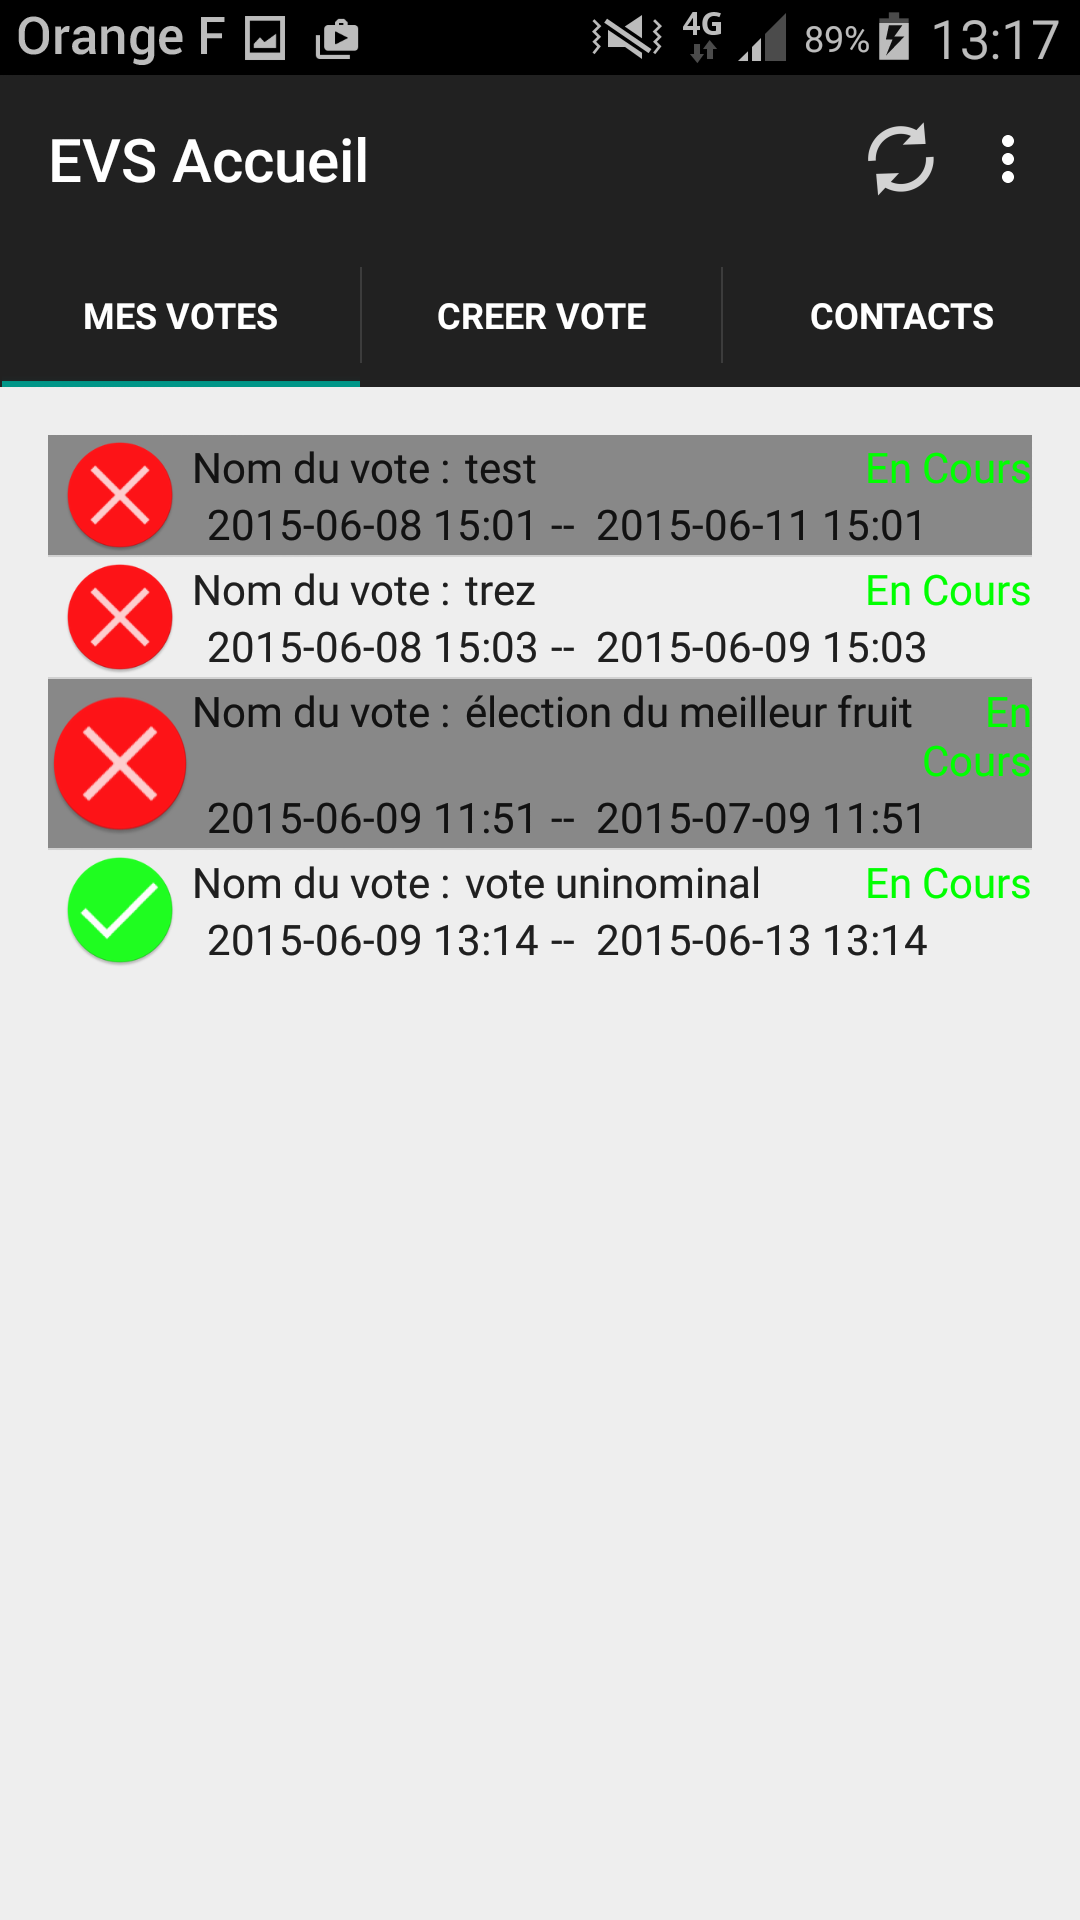 Orange F 4G 89% 13:17
EVS Accueil
MES VOTES CREER VOTE CONTACTS
Nom du vote : test En Cours
2015-06-08 15:01 -- 2015-06-11 15:01
Nom du vote : trez En Cours
2015-06-08 15:03 -- 2015-06-09 15:03
Nom du vote : élection du meilleur fruit En
Cours
2015-06-09 11:51 -- 2015-07-09 11:51
Nom du vote : vote uninominal En Cours
2015-06-09 13:14 -- 2015-06-13 13:14